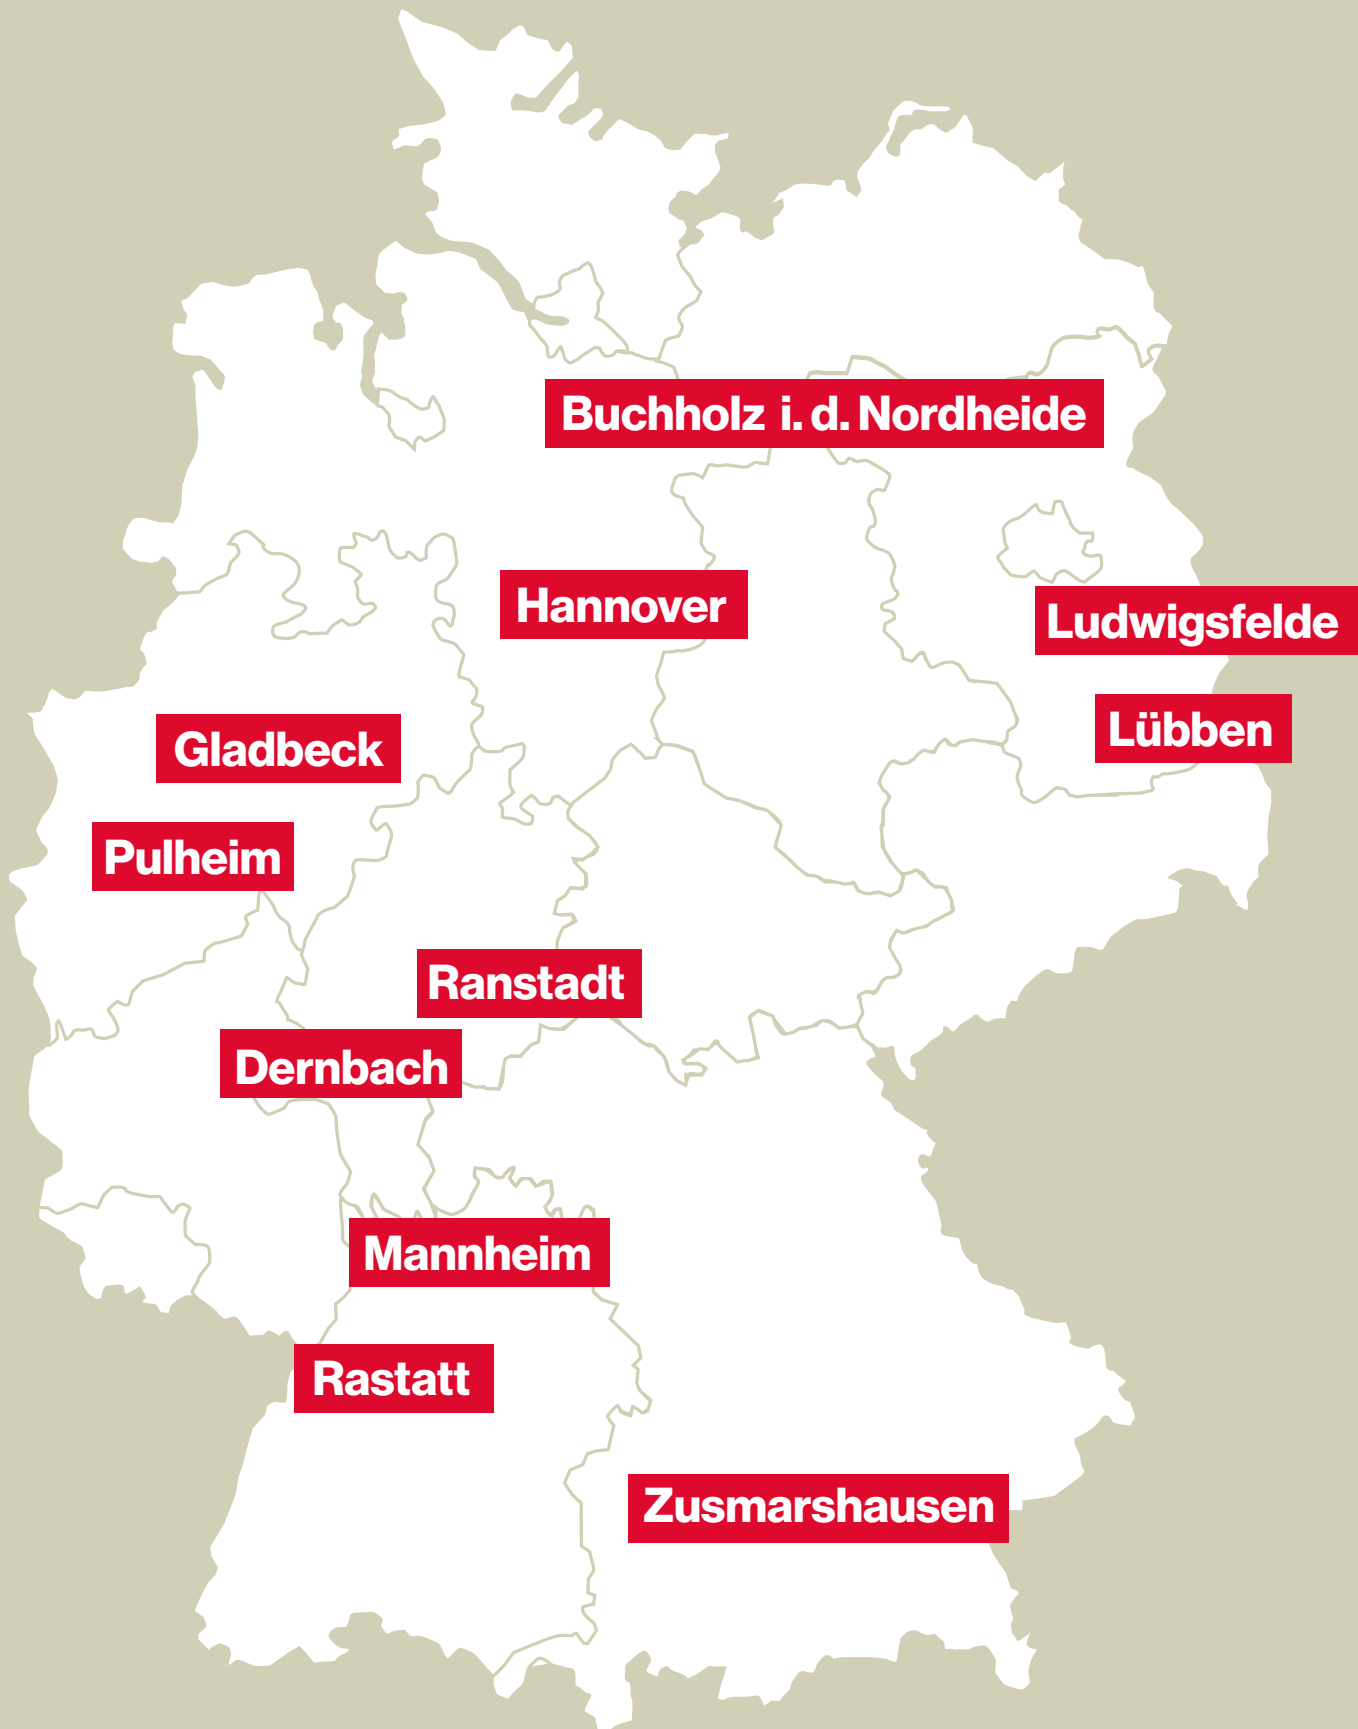 Buchholz i. d. Nordheide
Hannover
Ludwigsfelde
Lübben
Gladbeck
Pulheim
Ranstadt
Dernbach
Mannheim
Rastatt
Zusmarshausen